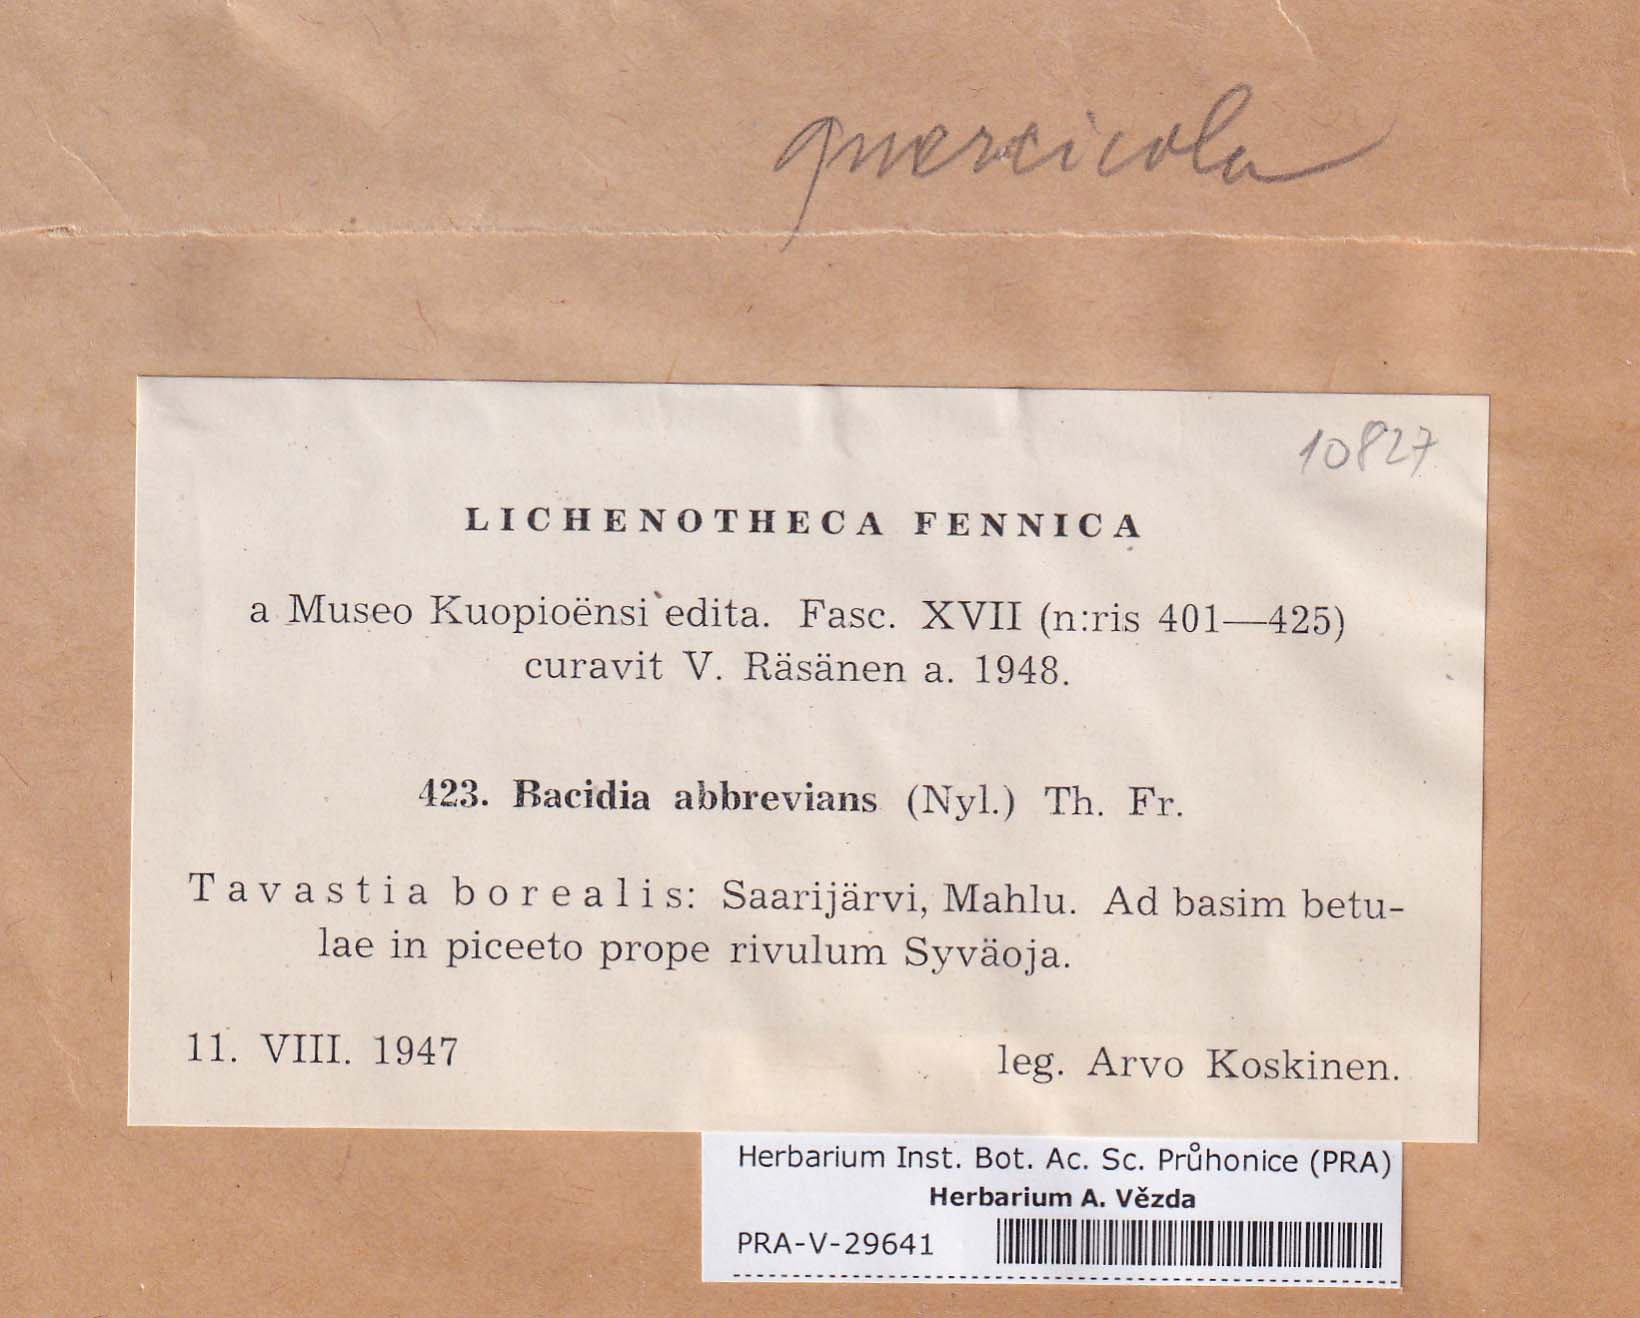 quercicola
10827
LICHENOTHECA FENNICA
a Museo Kuopioënsi edita. Fasc. XVII (n:ris 401—425)
curavit V. Räsänen a. 1948.
423. Bacidia abbrevians (Nyl.) Th. Fr.
Tavastia borealis: Saarijärvi, Mahlu. Ad basim betu-
lae in piceeto prope rivulum Syväoja.
11. VIII. 1947 leg. Arvo Koskinen.
Herbarium Inst. Bot. Ac. Sc. Průhonice (PRA)
Herbarium A. Vězda
PRA-V-29641